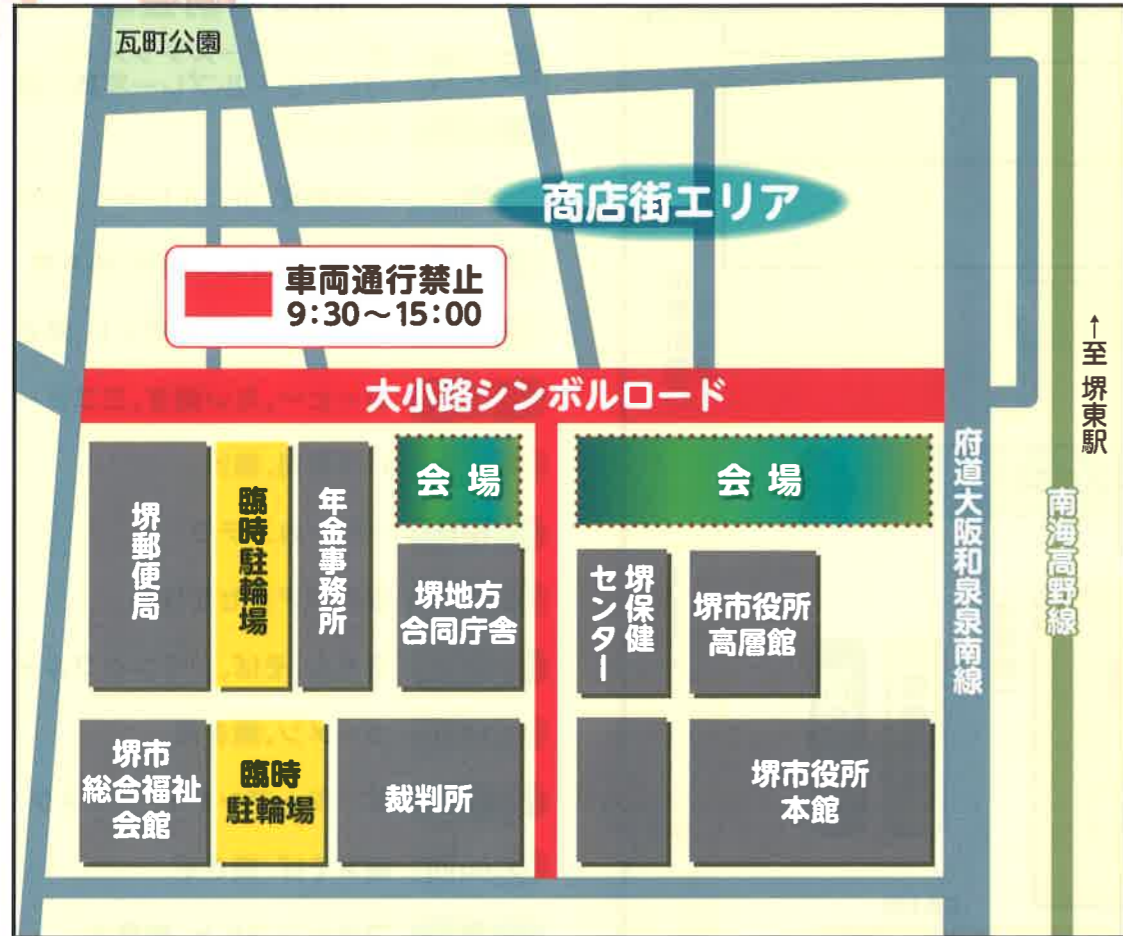 瓦町公園
商店街エリア
車両通行禁止
9:30～15:00
↑至 堺東駅
大小路シンボルロード
堺郵便局
臨時駐輪場
年金事務所
会場
会場
堺地方
合同庁舎
堺保健
センター
堺市役所
高層館
府道大阪和泉泉南線
南海高野線
堺市
総合福祉
会館
臨時
駐輪場
裁判所
堺市役所
本館